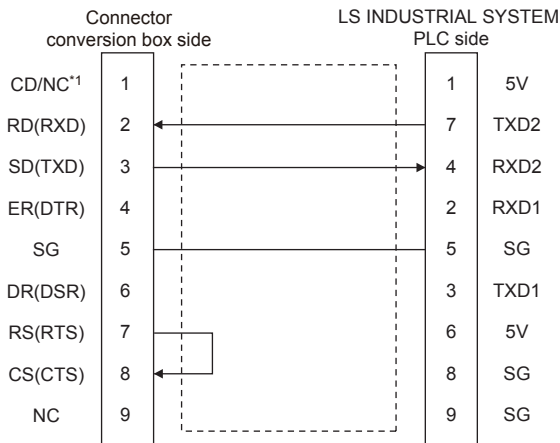 Connector
conversion box side
LS INDUSTRIAL SYSTEM
PLC side
CD/NC*1 1 1 5V
RD(RXD) 2 7 TXD2
SD(TXD) 3 4 RXD2
ER(DTR) 4 2 RXD1
SG 5 5 SG
DR(DSR) 6 3 TXD1
RS(RTS) 7 6 5V
CS(CTS) 8 8 SG
NC 9 9 SG